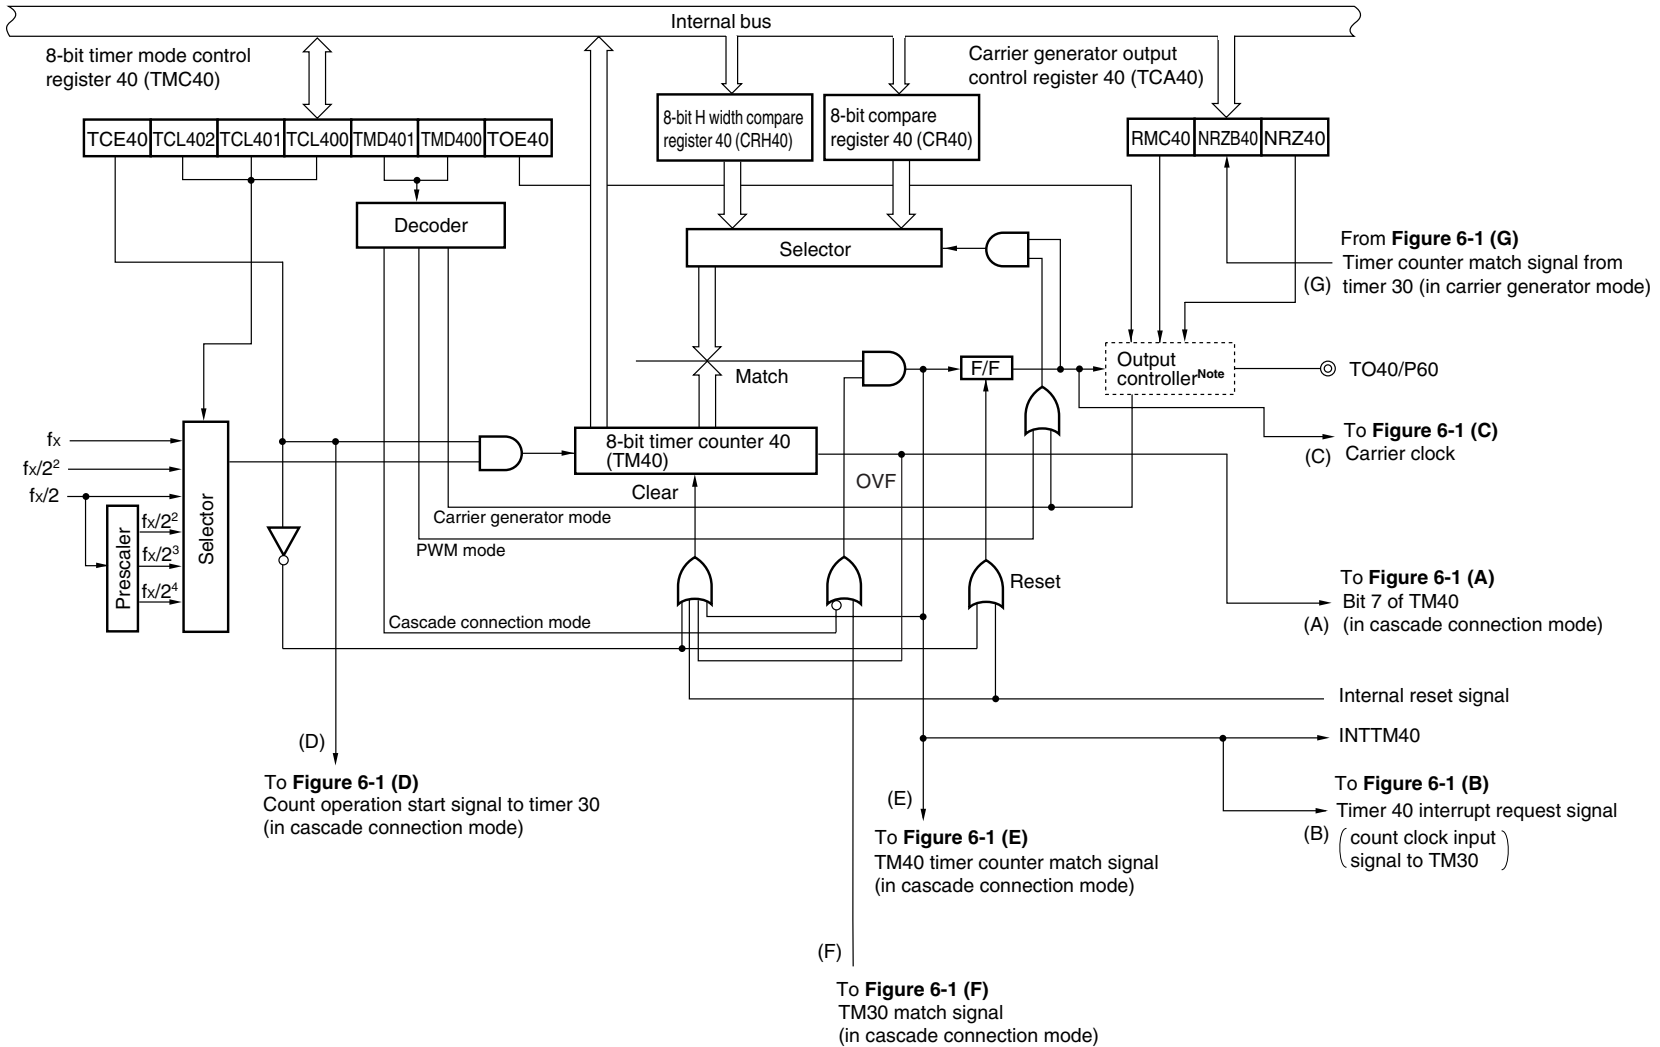 Internal bus
8-bit timer mode control
register 40 (TMC40)
Carrier generator output
control register 40 (TCA40)
8-bit H width compare
register 40 (CRH40)
8-bit compare
register 40 (CR40)
TCE40 TCL402 TCL401 TCL400 TMD401 TMD400 TOE40
RMC40 NRZB40 NRZ40
Decoder
Selector
From Figure 6-1 (G)
Timer counter match signal from
(G) timer 30 (in carrier generator mode)
Match
F/F
Output
controllerNote
TO40/P60
fX
fX/2²
fX/2
Prescaler
fX/2²
fX/2³
fX/2⁴
Selector
8-bit timer counter 40
(TM40)
Clear
OVF
To Figure 6-1 (C)
(C) Carrier clock
Carrier generator mode
PWM mode
Cascade connection mode
Reset
To Figure 6-1 (A)
Bit 7 of TM40
(A) (in cascade connection mode)
Internal reset signal
INTTM40
(D)
To Figure 6-1 (D)
Count operation start signal to timer 30
(in cascade connection mode)
To Figure 6-1 (B)
Timer 40 interrupt request signal
(B) (count clock input
signal to TM30)
(E)
To Figure 6-1 (E)
TM40 timer counter match signal
(in cascade connection mode)
(F)
To Figure 6-1 (F)
TM30 match signal
(in cascade connection mode)